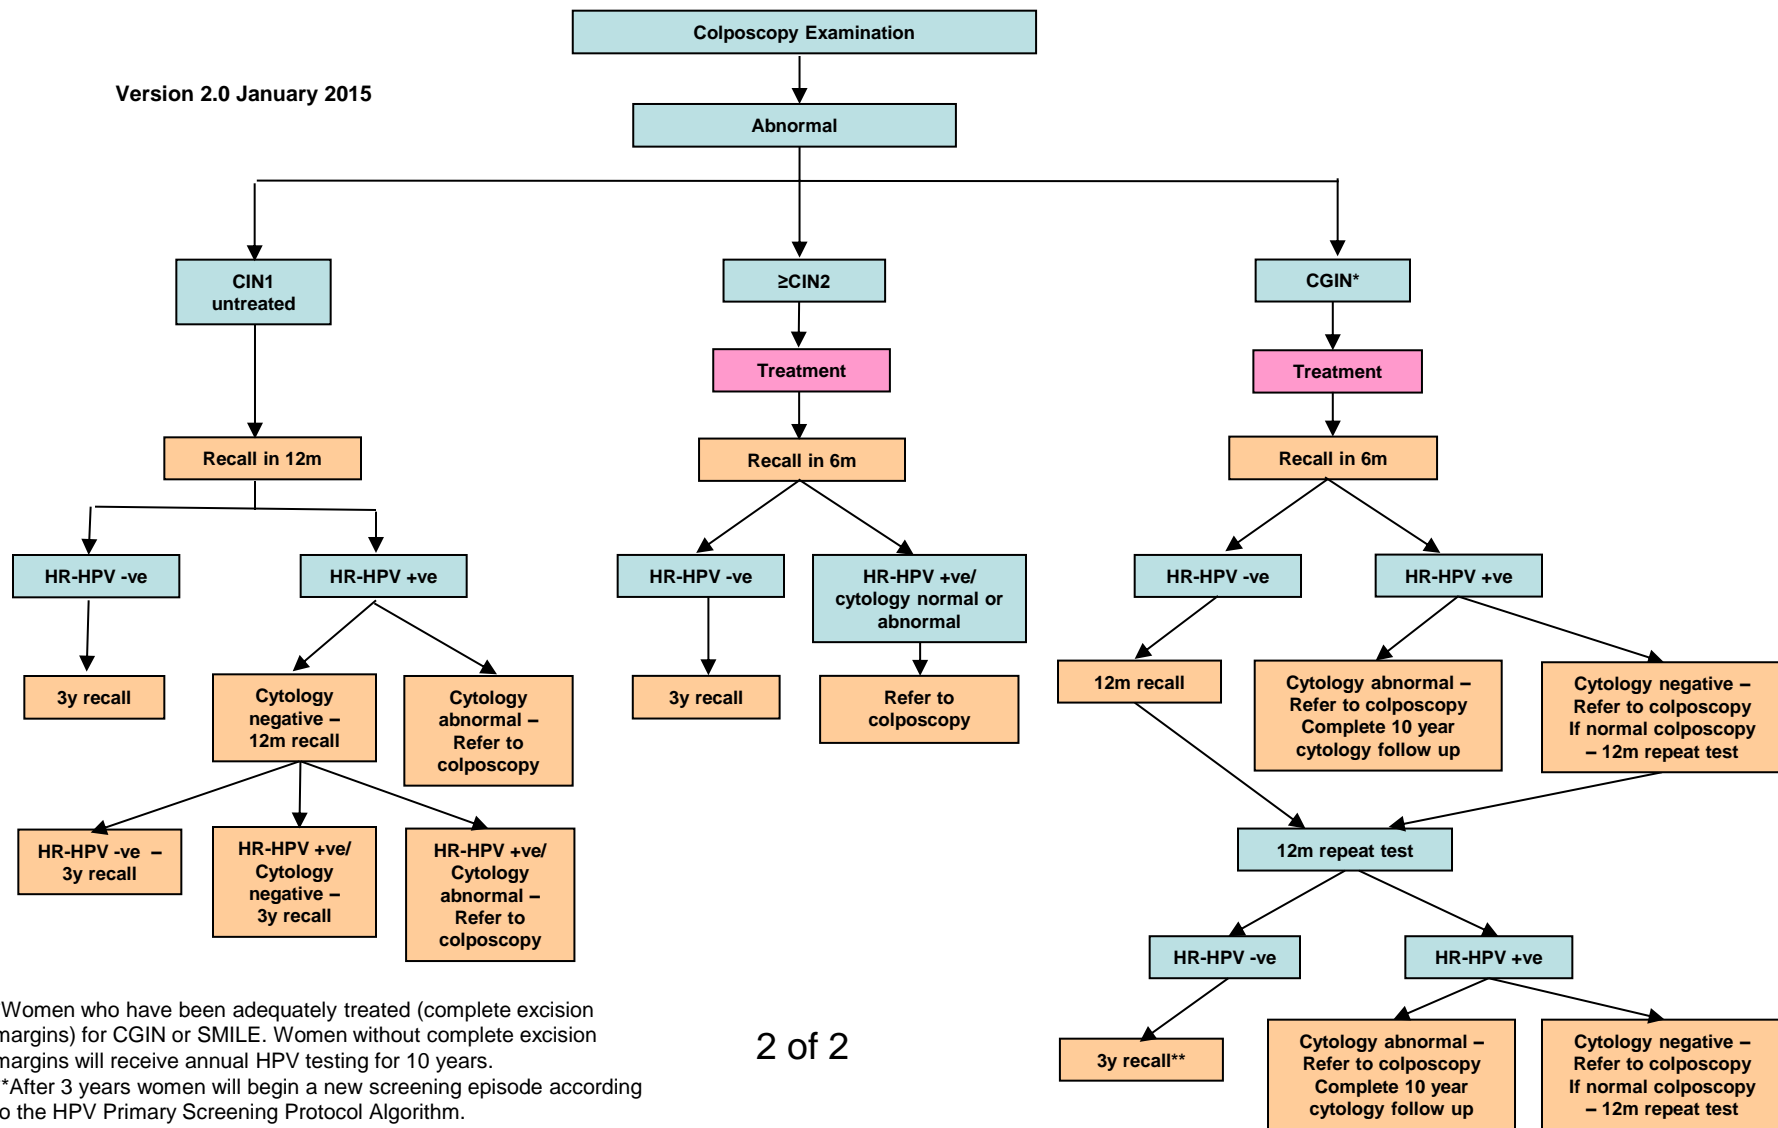 Colposcopy Examination
Version 2.0 January 2015
Abnormal
CIN1
untreated
≥CIN2
CGIN*
Treatment
Treatment
Recall in 12m
Recall in 6m
Recall in 6m
HR-HPV -ve
HR-HPV +ve
HR-HPV -ve
HR-HPV +ve/
cytology normal or
abnormal
HR-HPV -ve
HR-HPV +ve
3y recall
Cytology
negative –
12m recall
Cytology
abnormal –
Refer to
colposcopy
3y recall
Refer to
colposcopy
12m recall
Cytology abnormal –
Refer to colposcopy
Complete 10 year
cytology follow up
Cytology negative –
Refer to colposcopy
If normal colposcopy
– 12m repeat test
HR-HPV -ve –
3y recall
HR-HPV +ve/
Cytology
negative –
3y recall
HR-HPV +ve/
Cytology
abnormal –
Refer to
colposcopy
12m repeat test
HR-HPV -ve
HR-HPV +ve
3y recall**
Cytology abnormal –
Refer to colposcopy
Complete 10 year
cytology follow up
Cytology negative –
Refer to colposcopy
If normal colposcopy
– 12m repeat test
Women who have been adequately treated (complete excision
margins) for CGIN or SMILE. Women without complete excision
margins will receive annual HPV testing for 10 years.
*After 3 years women will begin a new screening episode according
to the HPV Primary Screening Protocol Algorithm.
2 of 2